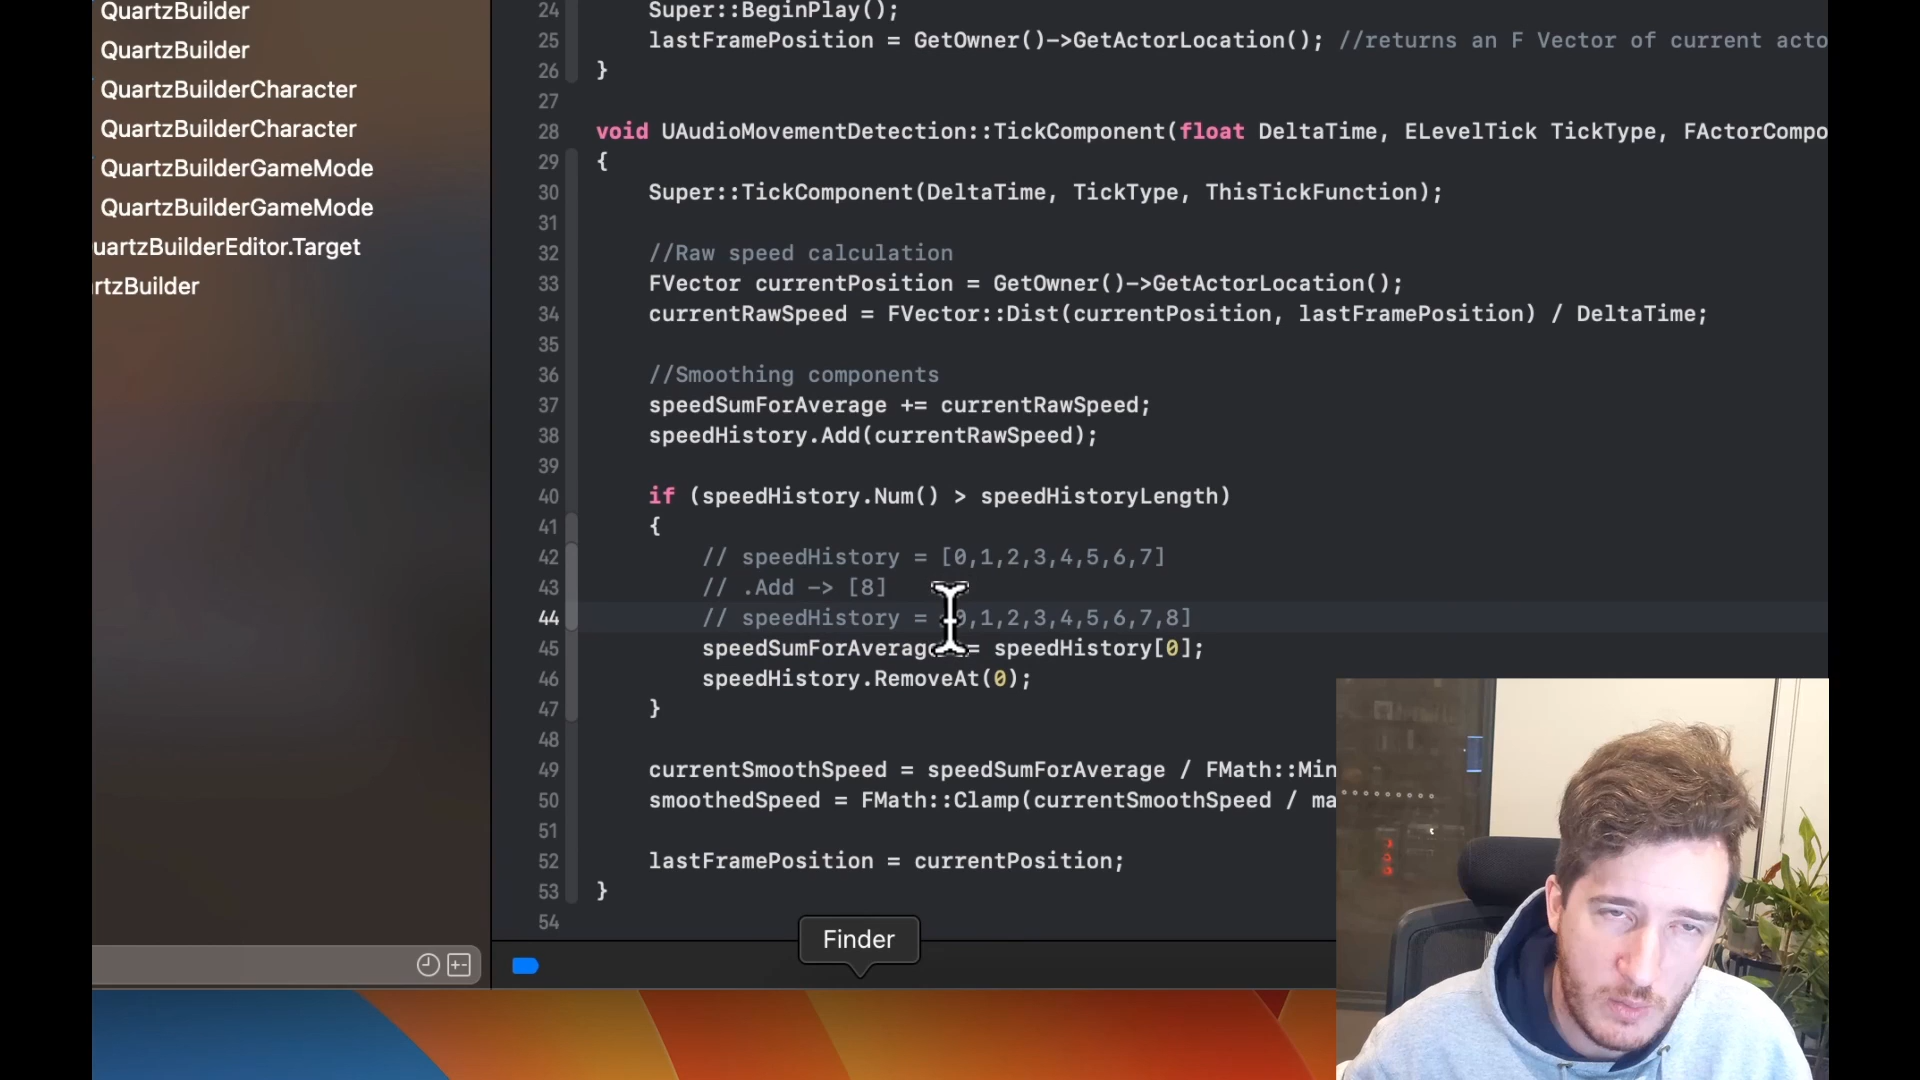 QuartzBuilder
QuartzBuilder
QuartzBuilderCharacter
QuartzBuilderCharacter
QuartzBuilderGameMode
QuartzBuilderGameMode
uartzBuilderEditor.Target
rtzBuilder
24 Super::BeginPlay();
25 lastFramePosition = GetOwner()->GetActorLocation(); //returns an F Vector of current acto
26 }
27
28 void UAudioMovementDetection::TickComponent(float DeltaTime, ELevelTick TickType, FActorCompo
29 {
30 Super::TickComponent(DeltaTime, TickType, ThisTickFunction);
31
32 //Raw speed calculation
33 FVector currentPosition = GetOwner()->GetActorLocation();
34 currentRawSpeed = FVector::Dist(currentPosition, lastFramePosition) / DeltaTime;
35
36 //Smoothing components
37 speedSumForAverage += currentRawSpeed;
38 speedHistory.Add(currentRawSpeed);
39
40 if (speedHistory.Num() > speedHistoryLength)
41 {
42 // speedHistory = [0,1,2,3,4,5,6,7]
43 // .Add -> [8]
44 // speedHistory = 0,1,2,3,4,5,6,7,8]
45 speedSumForAverag = speedHistory[0];
46 speedHistory.RemoveAt(0);
47 }
48
49 currentSmoothSpeed = speedSumForAverage / FMath::Min
50 smoothedSpeed = FMath::Clamp(currentSmoothSpeed / ma
51
52 lastFramePosition = currentPosition;
53 }
54
Finder